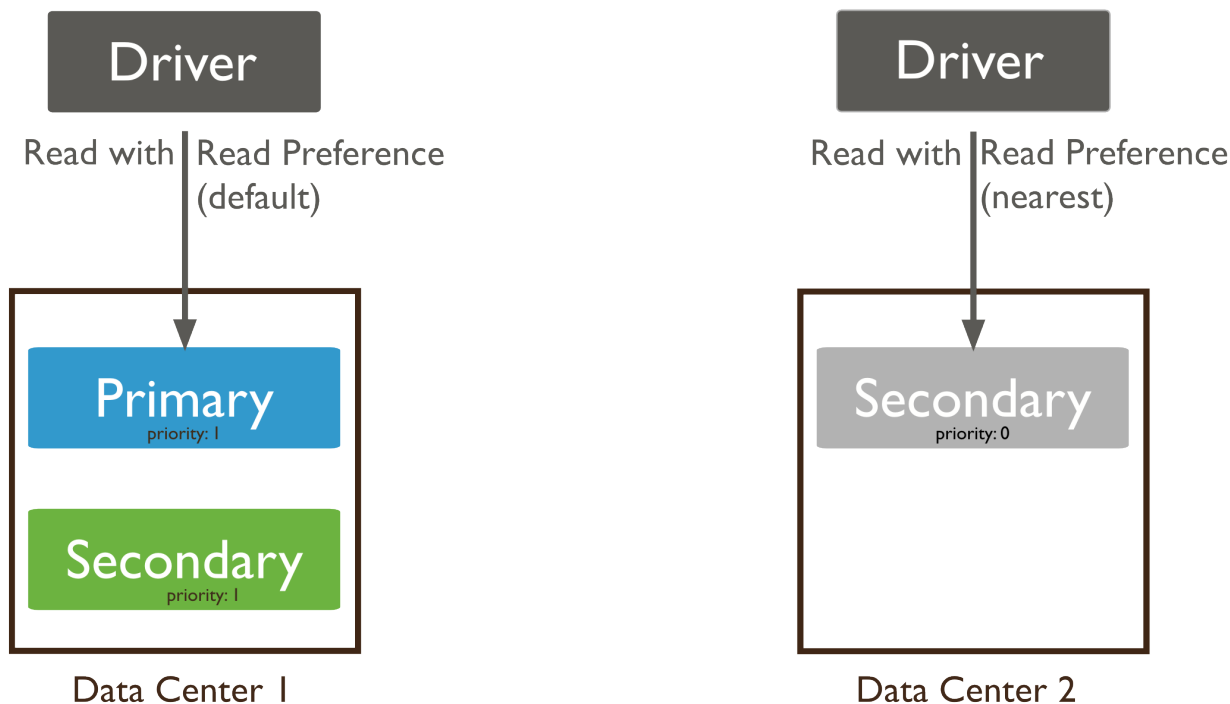 Driver
Read with Read Preference
(default)
Primary
priority: 1
Secondary
priority: 1
Data Center 1
Driver
Read with Read Preference
(nearest)
Secondary
priority: 0
Data Center 2